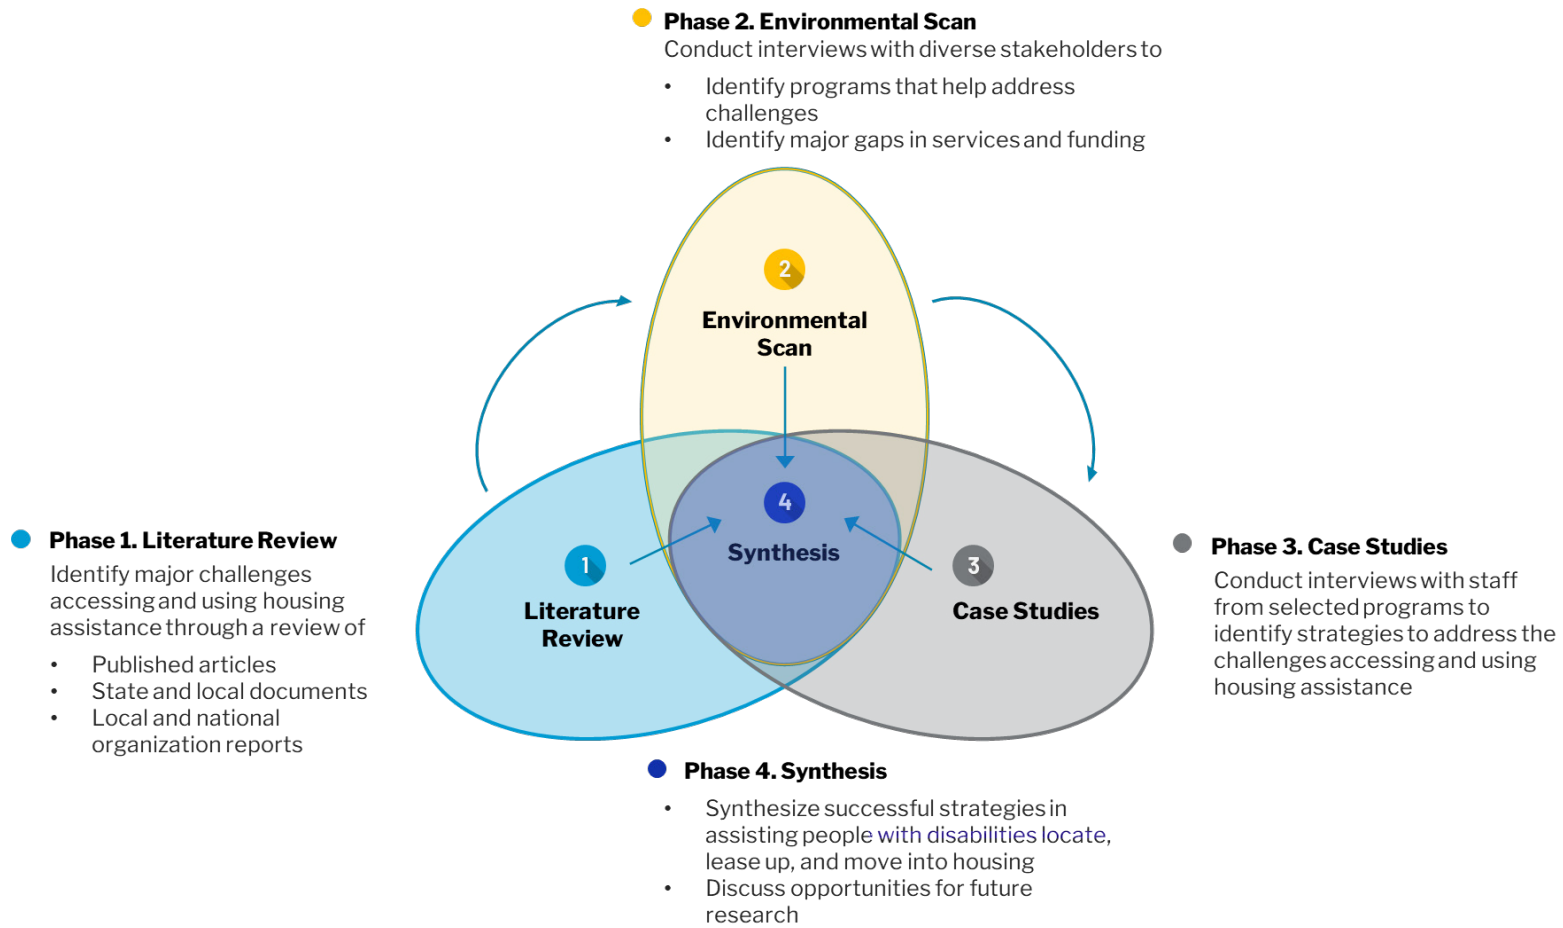 Phase 2. Environmental Scan
Conduct interviews with diverse stakeholders to
• Identify programs that help address
challenges
• Identify major gaps in services and funding
2
Environmental
Scan
4
Synthesis
1
Literature
Review
3
Case Studies
Phase 1. Literature Review
Identify major challenges
accessing and using housing
assistance through a review of
• Published articles
• State and local documents
• Local and national
organization reports
Phase 3. Case Studies
Conduct interviews with staff
from selected programs to
identify strategies to address the
challenges accessing and using
housing assistance
Phase 4. Synthesis
• Synthesize successful strategies in
assisting people with disabilities locate,
lease up, and move into housing
• Discuss opportunities for future
research